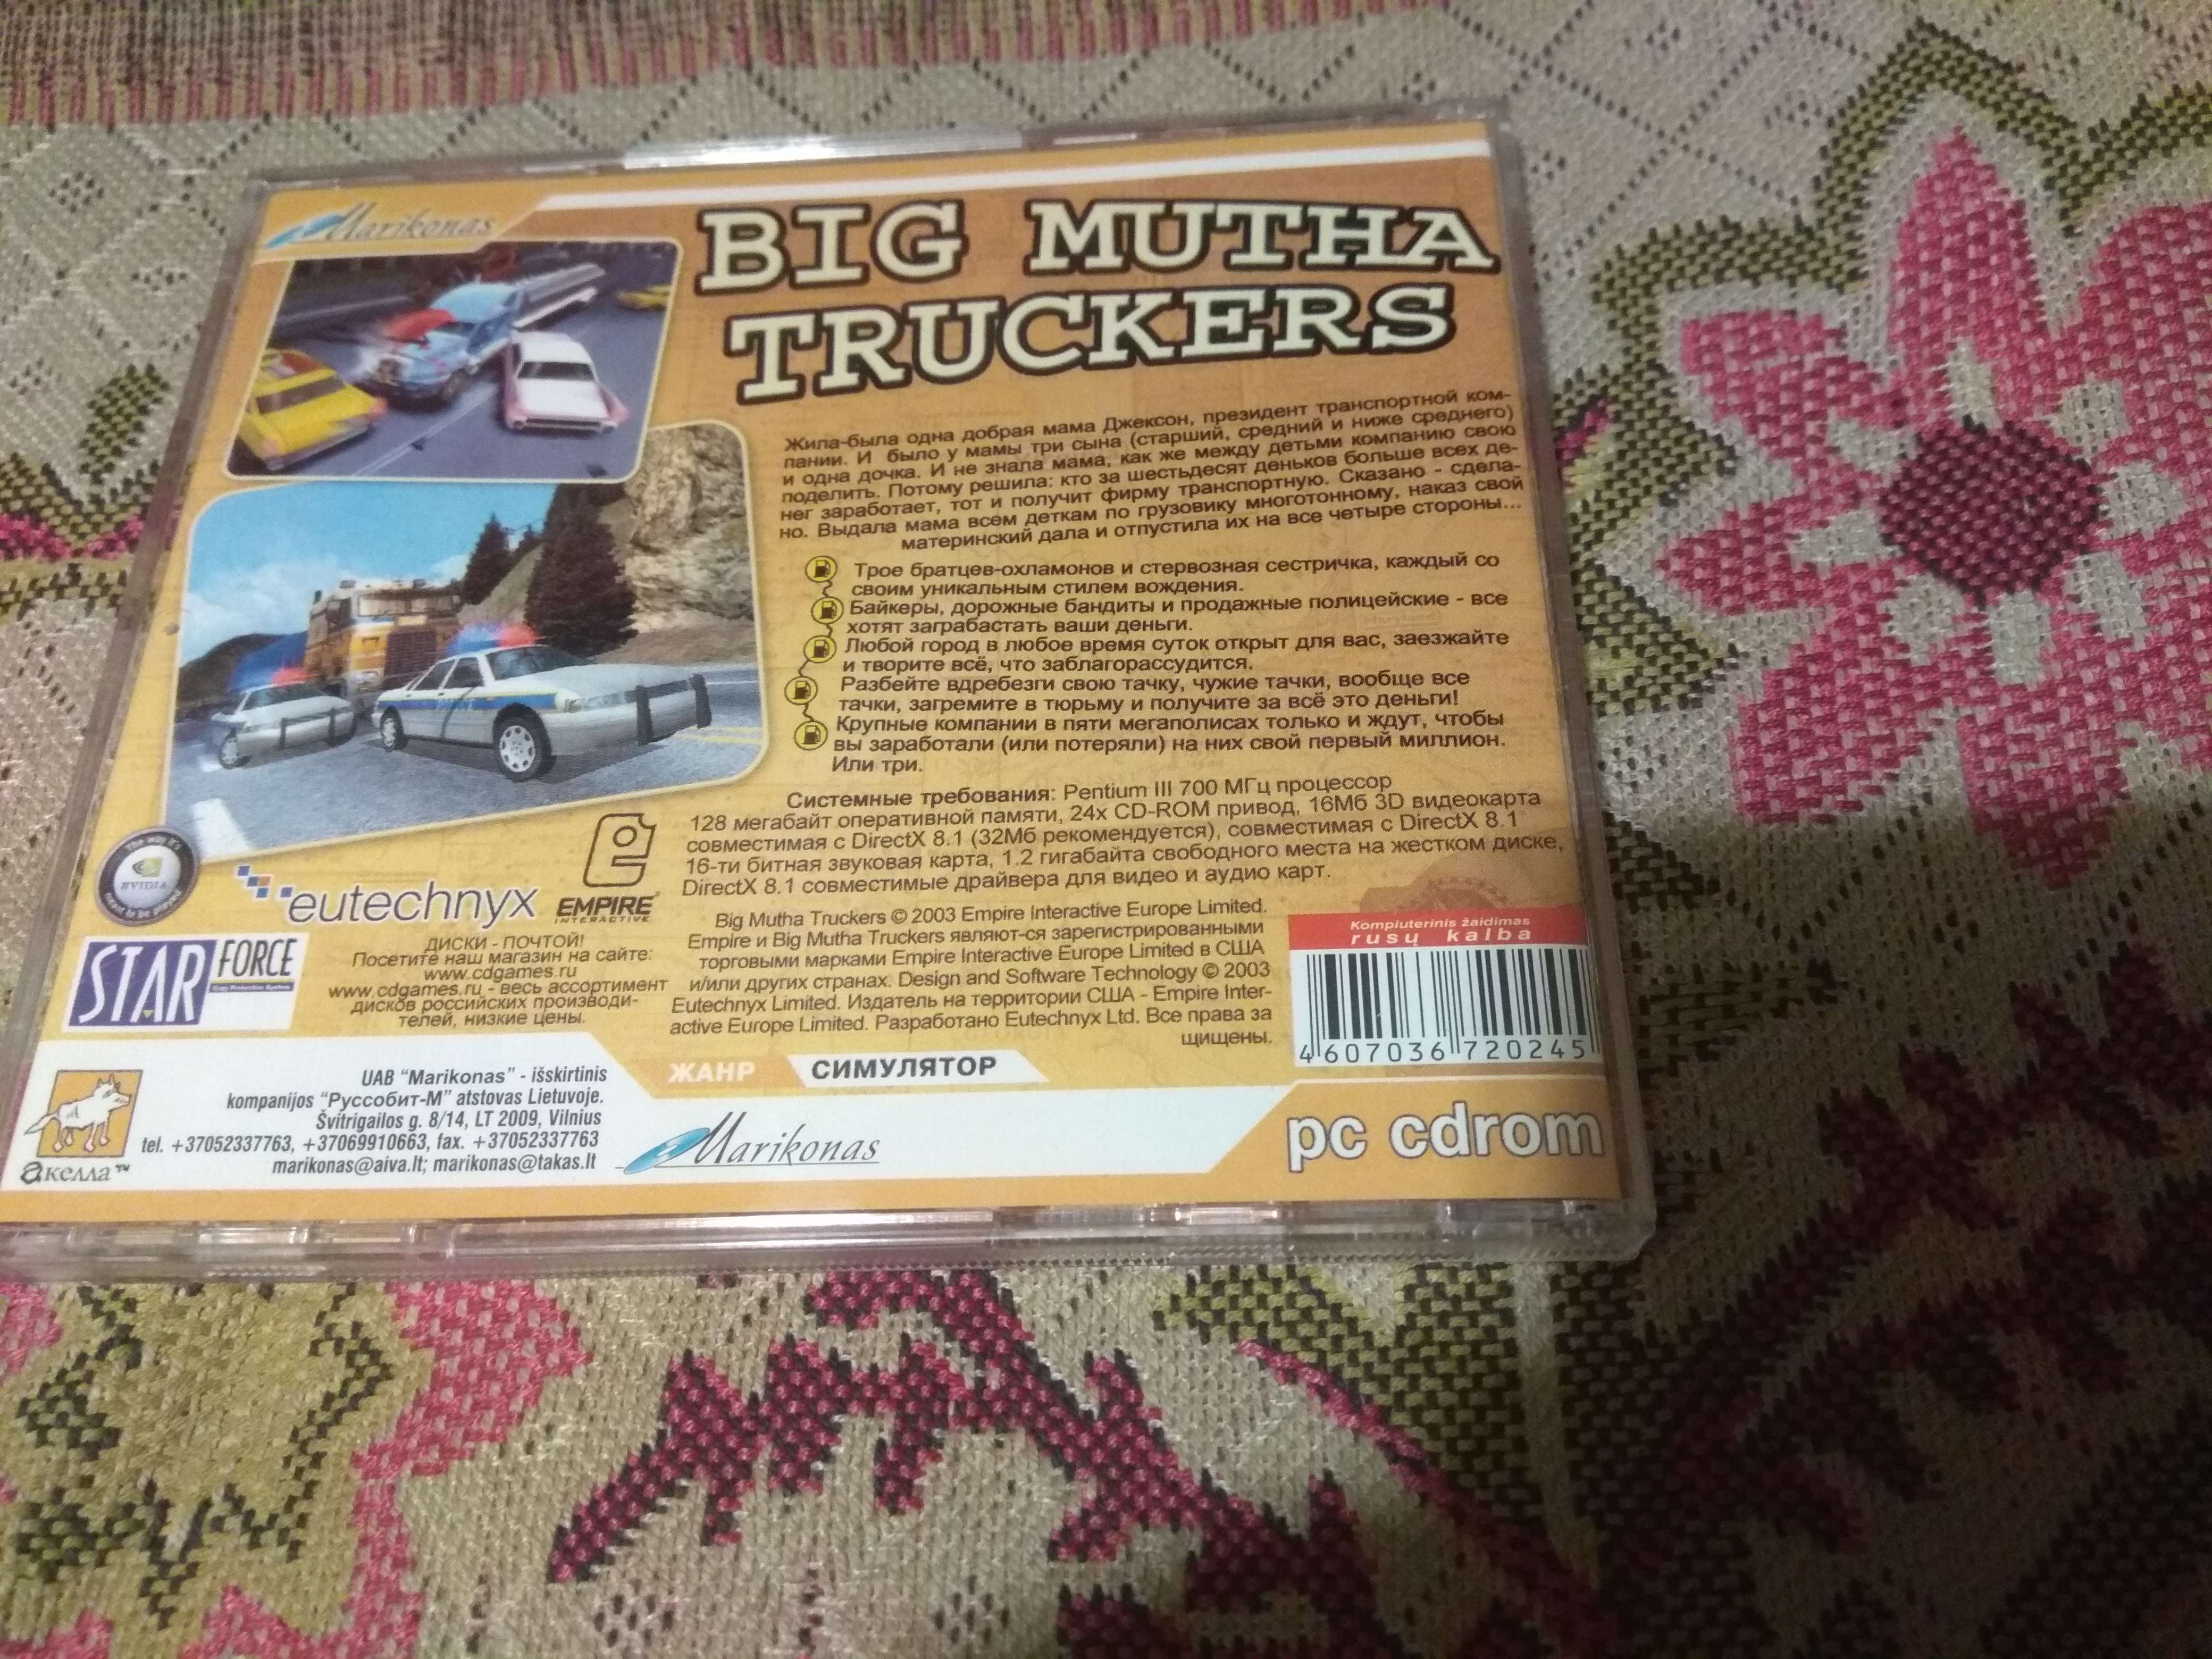 Marikonas
BIG MUTHA
TRUCKERS
Жила-была одна добрая мама Джексон, президент транспортной ком-
пании. И было у мамы три сына (старший, средний и ниже среднего)
и одна дочка. И не знала мама, как же между детьми компанию свою
поделить. Потому решила: кто за шестьдесят деньков больше всех де-
нег заработает, тот и получит фирму транспортную. Сказано - сдела-
но. Выдала мама всем деткам по грузовику многотонному, наказ свой
материнский дала и отпустила их на все четыре стороны...
Трое братцев-охламонов и стервозная сестричка, каждый со
своим уникальным стилем вождения.
Байкеры, дорожные бандиты и продажные полицейские - все
хотят заграбастать ваши деньги.
Любой город в любое время суток открыт для вас, заезжайте
и творите всё, что заблагорассудится.
Разбейте вдребезги свою тачку, чужие тачки, вообще все
тачки, загремите в тюрьму и получите за всё это деньги!
Крупные компании в пяти мегаполисах только и ждут, чтобы
вы заработали (или потеряли) на них свой первый миллион.
Или три.
Системные требования: Pentium III 700 МГц процессор
128 мегабайт оперативной памяти, 24x CD-ROM привод, 16Мб 3D видеокарта
совместимая с DirectX 8.1 (32Мб рекомендуется), совместимая с DirectX 8.1
16-ти битная звуковая карта, 1.2 гигабайта свободного места на жестком диске,
DirectX 8.1 совместимые драйвера для видео и аудио карт.
The way it's
NVIDIA
meant to be played
eutechnyx
e
EMPIRE
INTERACTIVE
STAR FORCE
Copy Protection System
ДИСКИ - ПОЧТОЙ!
Посетите наш магазин на сайте:
www.cdgames.ru
www.cdgames.ru - весь ассортимент
дисков российских производи-
телей, низкие цены.
Big Mutha Truckers © 2003 Empire Interactive Europe Limited.
Empire и Big Mutha Truckers являют-ся зарегистрированными
торговыми марками Empire Interactive Europe Limited в США
и/или других странах. Design and Software Technology © 2003
Eutechnyx Limited. Издатель на территории США - Empire Inter-
active Europe Limited. Разработано Eutechnyx Ltd. Все права за
щищены.
Kompiuterinis žaidimas
rusų kalba
4 607036 720245
ЖАНР СИМУЛЯТОР
акелла™
UAB "Marikonas" - išskirtinis
kompanijos "Руссобит-М" atstovas Lietuvoje.
Švitrigailos g. 8/14, LT 2009, Vilnius
tel. +37052337763, +37069910663, fax. +37052337763
marikonas@aiva.lt; marikonas@takas.lt
Marikonas
pc cdrom